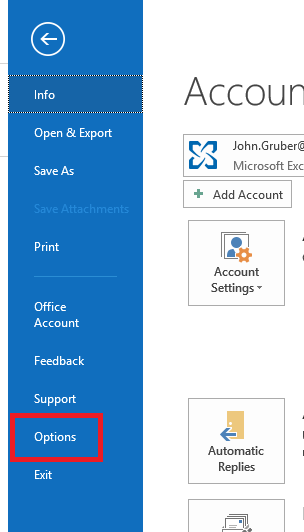 Info
Open & Export
Save As
Save Attachments
Print
Office
Account
Feedback
Support
Options
Exit
Accoun
John.Gruber@
Microsoft Exc
Add Account
Account
Settings
Automatic
Replies